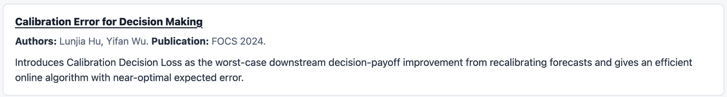 Calibration Error for Decision Making
Authors: Lunjia Hu, Yifan Wu. Publication: FOCS 2024.
Introduces Calibration Decision Loss as the worst-case downstream decision-payoff improvement from recalibrating forecasts and gives an efficient
online algorithm with near-optimal expected error.